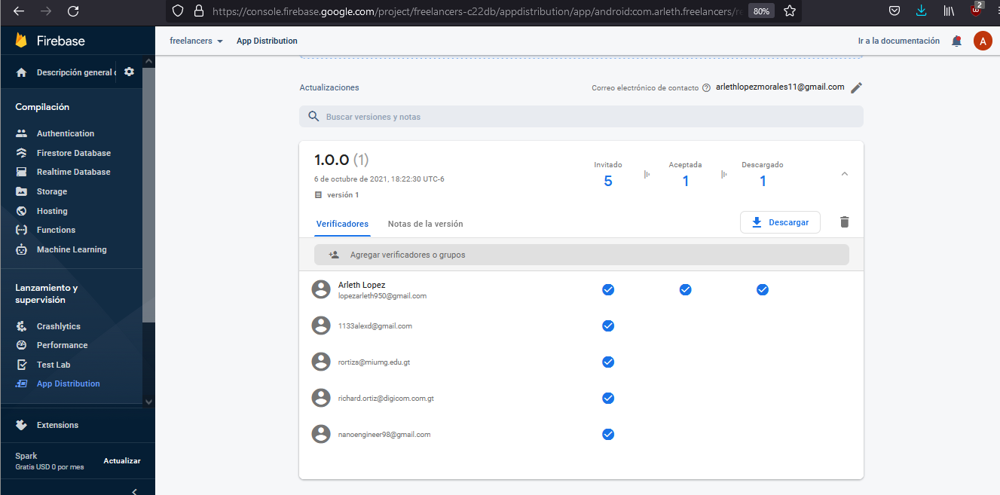 https://console.firebase.google.com/project/freelancers-c22db/appdistribution/app/android:com.arleth.freelancers/re
80%
2
Firebase
freelancers
App Distribution
Ir a la documentación
A
Descripción general
Compilación
Authentication
Firestore Database
Realtime Database
Storage
Hosting
Functions
Machine Learning
Lanzamiento y
supervisión
Crashlytics
Performance
Test Lab
App Distribution
Extensions
Spark
Gratis USD 0 por mes
Actualizar
Actualizaciones
Correo electrónico de contacto
arlethlopezmorales11@gmail.com
Buscar versiones y notas
1.0.0 (1)
6 de octubre de 2021, 18:22:30 UTC-6
versión 1
Invitado
5
Aceptada
1
Descargado
1
Verificadores
Notas de la versión
Descargar
Agregar verificadores o grupos
Arleth Lopez
lopezarleth950@gmail.com
1133alexd@gmail.com
rortizs@miumg.edu.gt
richard.ortiz@digicom.com.gt
nanoengineer98@gmail.com